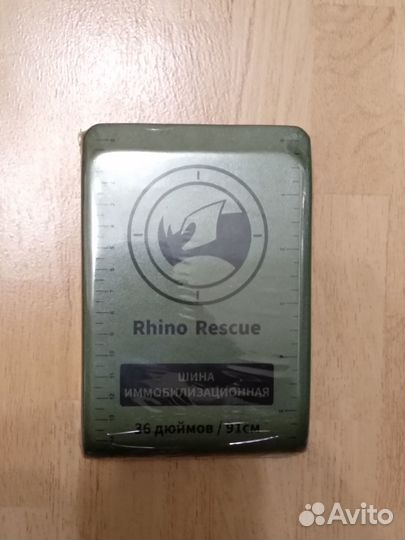 Rhino Rescue
ШИНА
ИММОБИЛИЗАЦИОННАЯ
36 дюймов / 91см
Avito